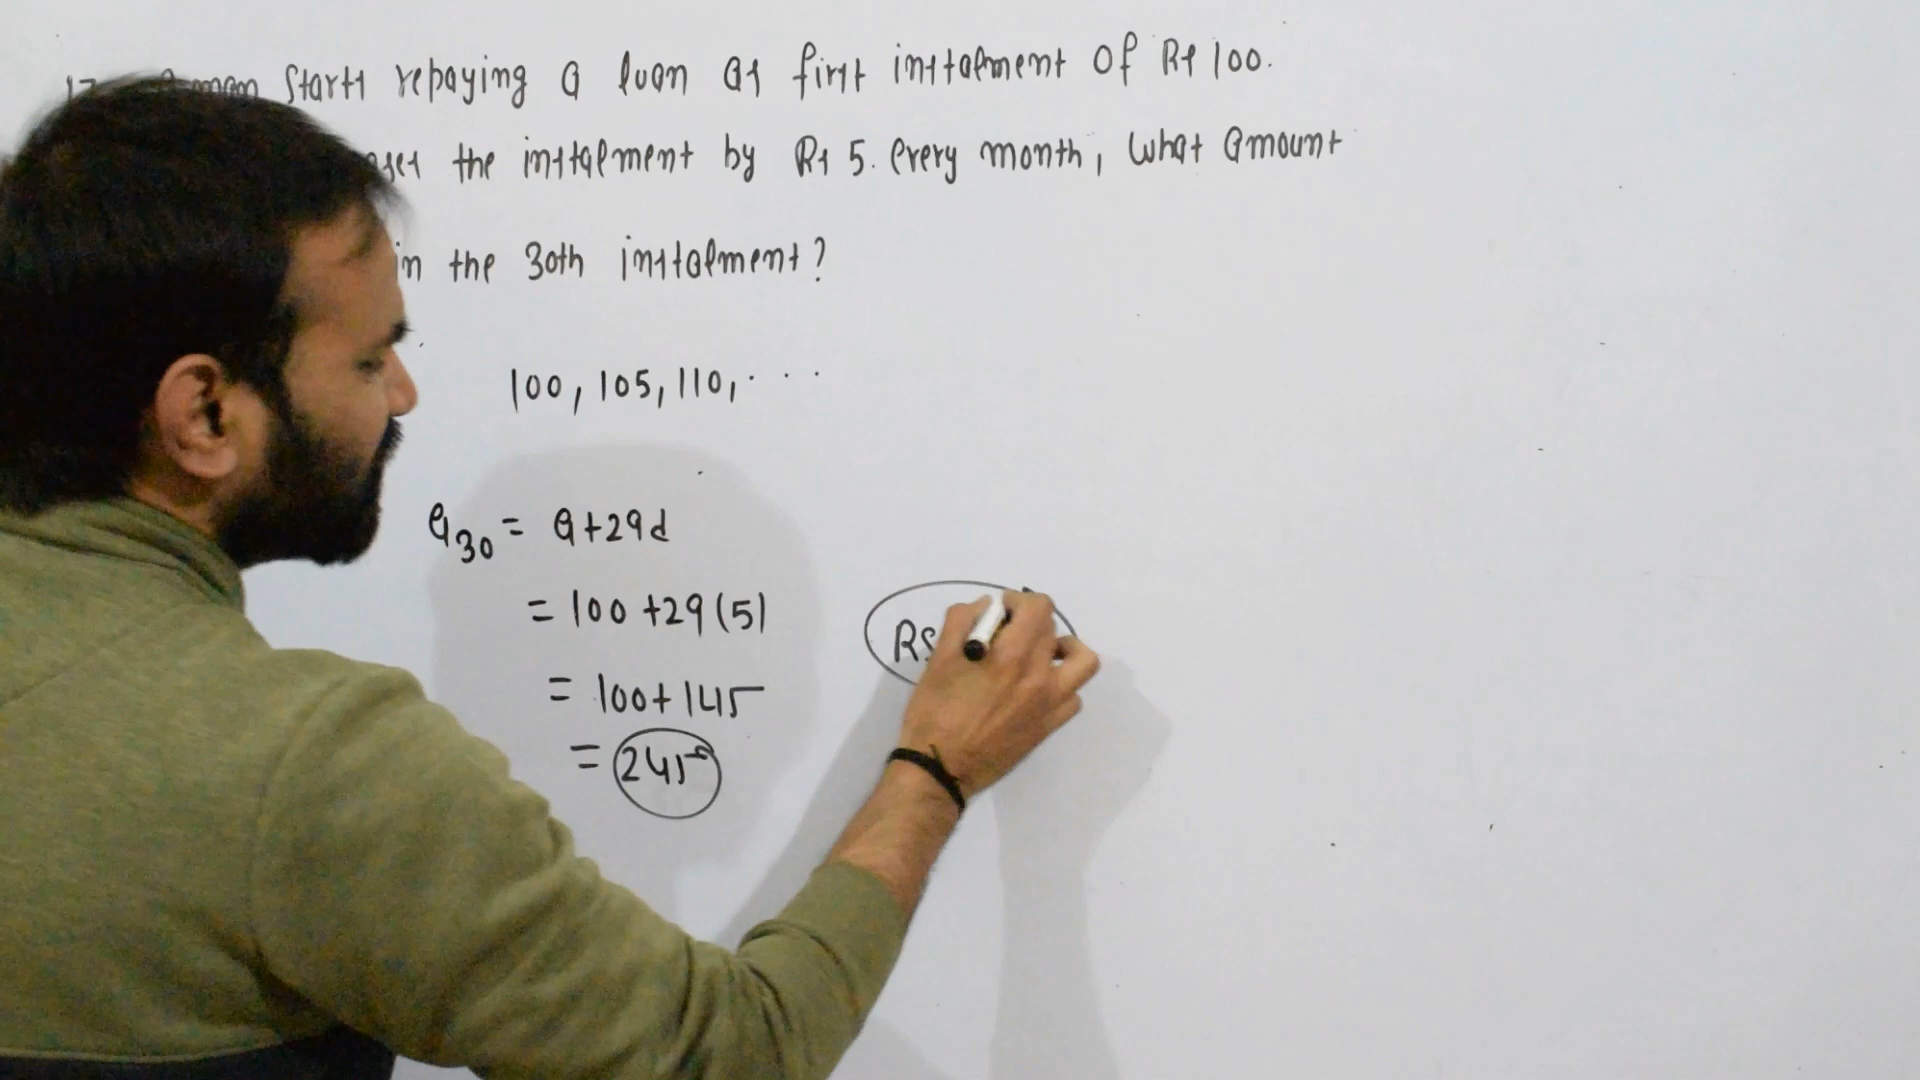 17. A man starts repaying a loan as first instalment of Rs 100.
the instalment by Rs 5. every month, what amount
in the 30th instalment?
100, 105, 110, . . .
a30 = a+29d
= 100 +29(5)
= 100+145
= 245
Rs